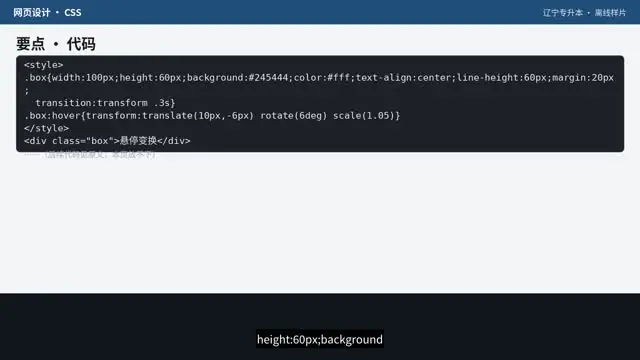 网页设计 • CSS
辽宁专升本 • 离线样片
要点 • 代码
<style>
.box{width:100px;height:60px;background:#245444;color:#fff;text-align:center;line-height:60px;margin:20px
;
  transition:transform .3s}
.box:hover{transform:translate(10px,-6px) rotate(6deg) scale(1.05)}
</style>
<div class="box">悬停变换</div>
height:60px;background